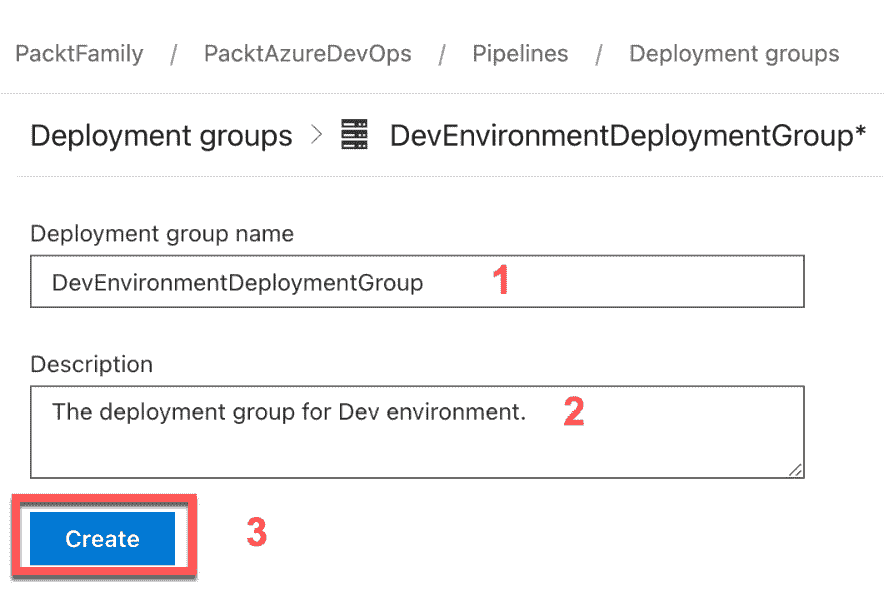 PacktFamily / PacktAzureDevOps / Pipelines / Deployment groups
Deployment groups > DevEnvironmentDeploymentGroup*
Deployment group name
DevEnvironmentDeploymentGroup 1
Description
The deployment group for Dev environment. 2
Create 3